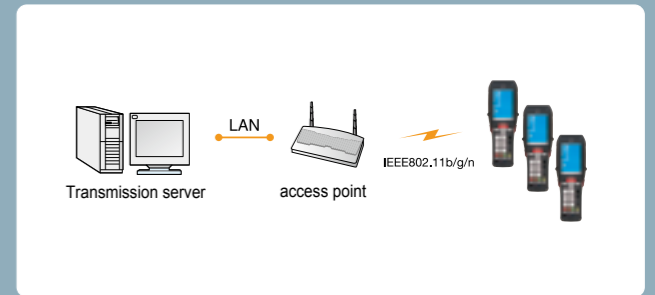 LAN
IEEE802.11b/g/n
Transmission server
access point